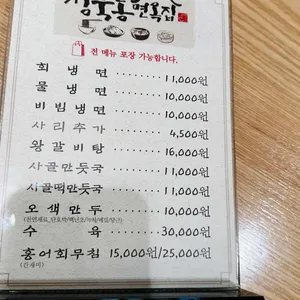 전 메뉴 포장 가능합니다.
회냉면 ········ 11,000원
물냉면 ········ 10,000원
비빔냉면 ········ 10,000원
사리추가 ········ 4,500원
왕갈비탕 ········ 16,000원
사골만둣국 ········ 11,000원
사골떡만둣국 ········ 11,000원
오색만두 ········ 10,000원
수육 ········ 30,000원
홍어회무침 15,000원/25,000원
(간재미)